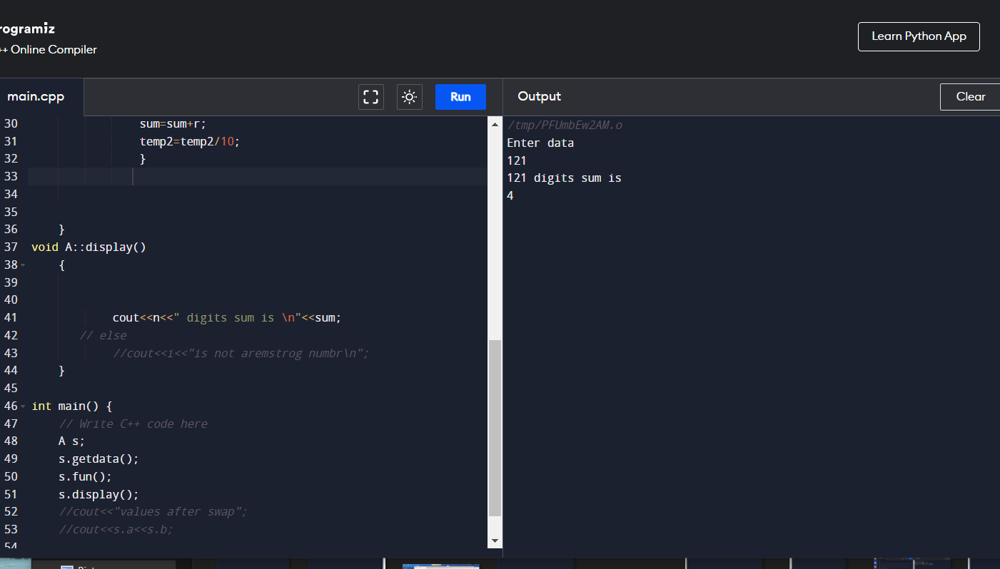 rogramiz
++ Online Compiler
Learn Python App
main.cpp
Run
Output
Clear
30 sum=sum+r;
31 temp2=temp2/10;
32 }
33
34
35
36 }
37 void A::display()
38 {
39
40
41 cout<<n<<" digits sum is \n"<<sum;
42 // else
43 //cout<<i<<"is not aremstrog numbr\n";
44 }
45
46 int main() {
47 // Write C++ code here
48 A s;
49 s.getdata();
50 s.fun();
51 s.display();
52 //cout<<"values after swap";
53 //cout<<s.a<<s.b;
54
/tmp/PFUmbEw2AM.o
Enter data
121
121 digits sum is
4